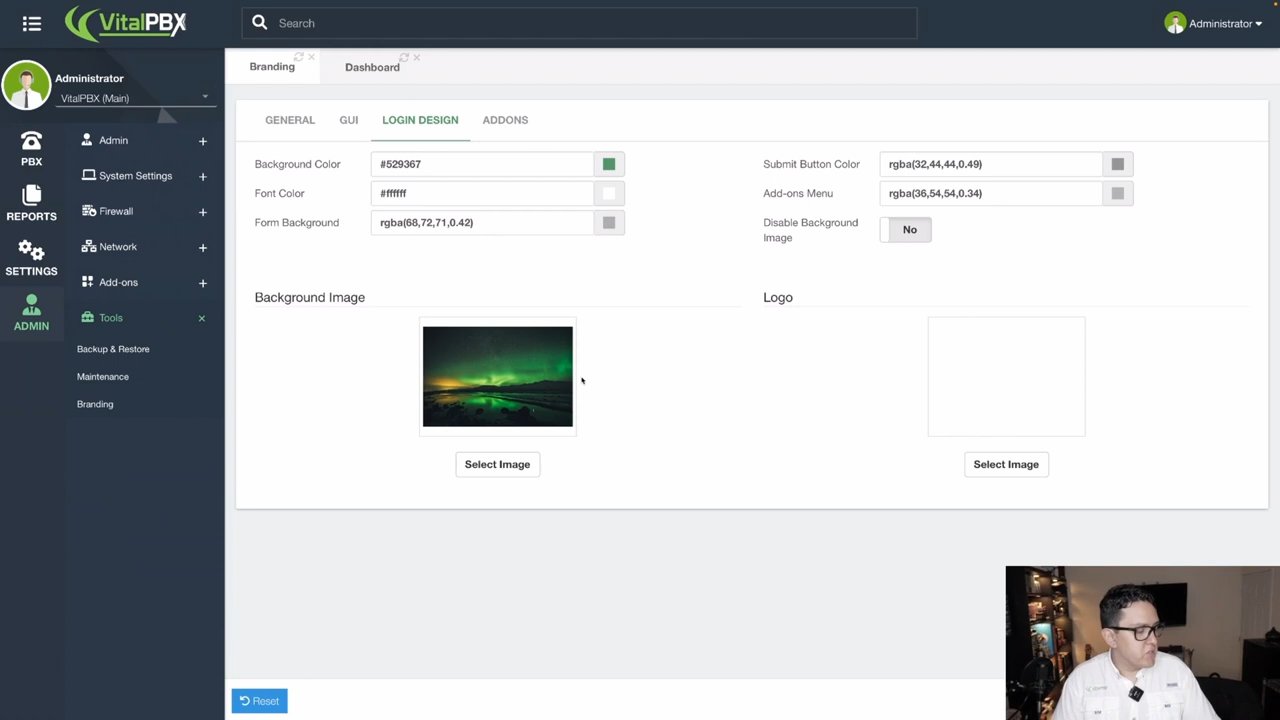 VitalPBX
Search
Administrator
Administrator
VitalPBX (Main)
Branding
Dashboard
PBX
REPORTS
SETTINGS
ADMIN
Admin
System Settings
Firewall
Network
Add-ons
Tools
Backup & Restore
Maintenance
Branding
GENERAL
GUI
LOGIN DESIGN
ADDONS
Background Color
#529367
Font Color
#ffffff
Form Background
rgba(68,72,71,0.42)
Submit Button Color
rgba(32,44,44,0.49)
Add-ons Menu
rgba(36,54,54,0.34)
Disable Background
Image
No
Background Image
Select Image
Logo
Select Image
Reset